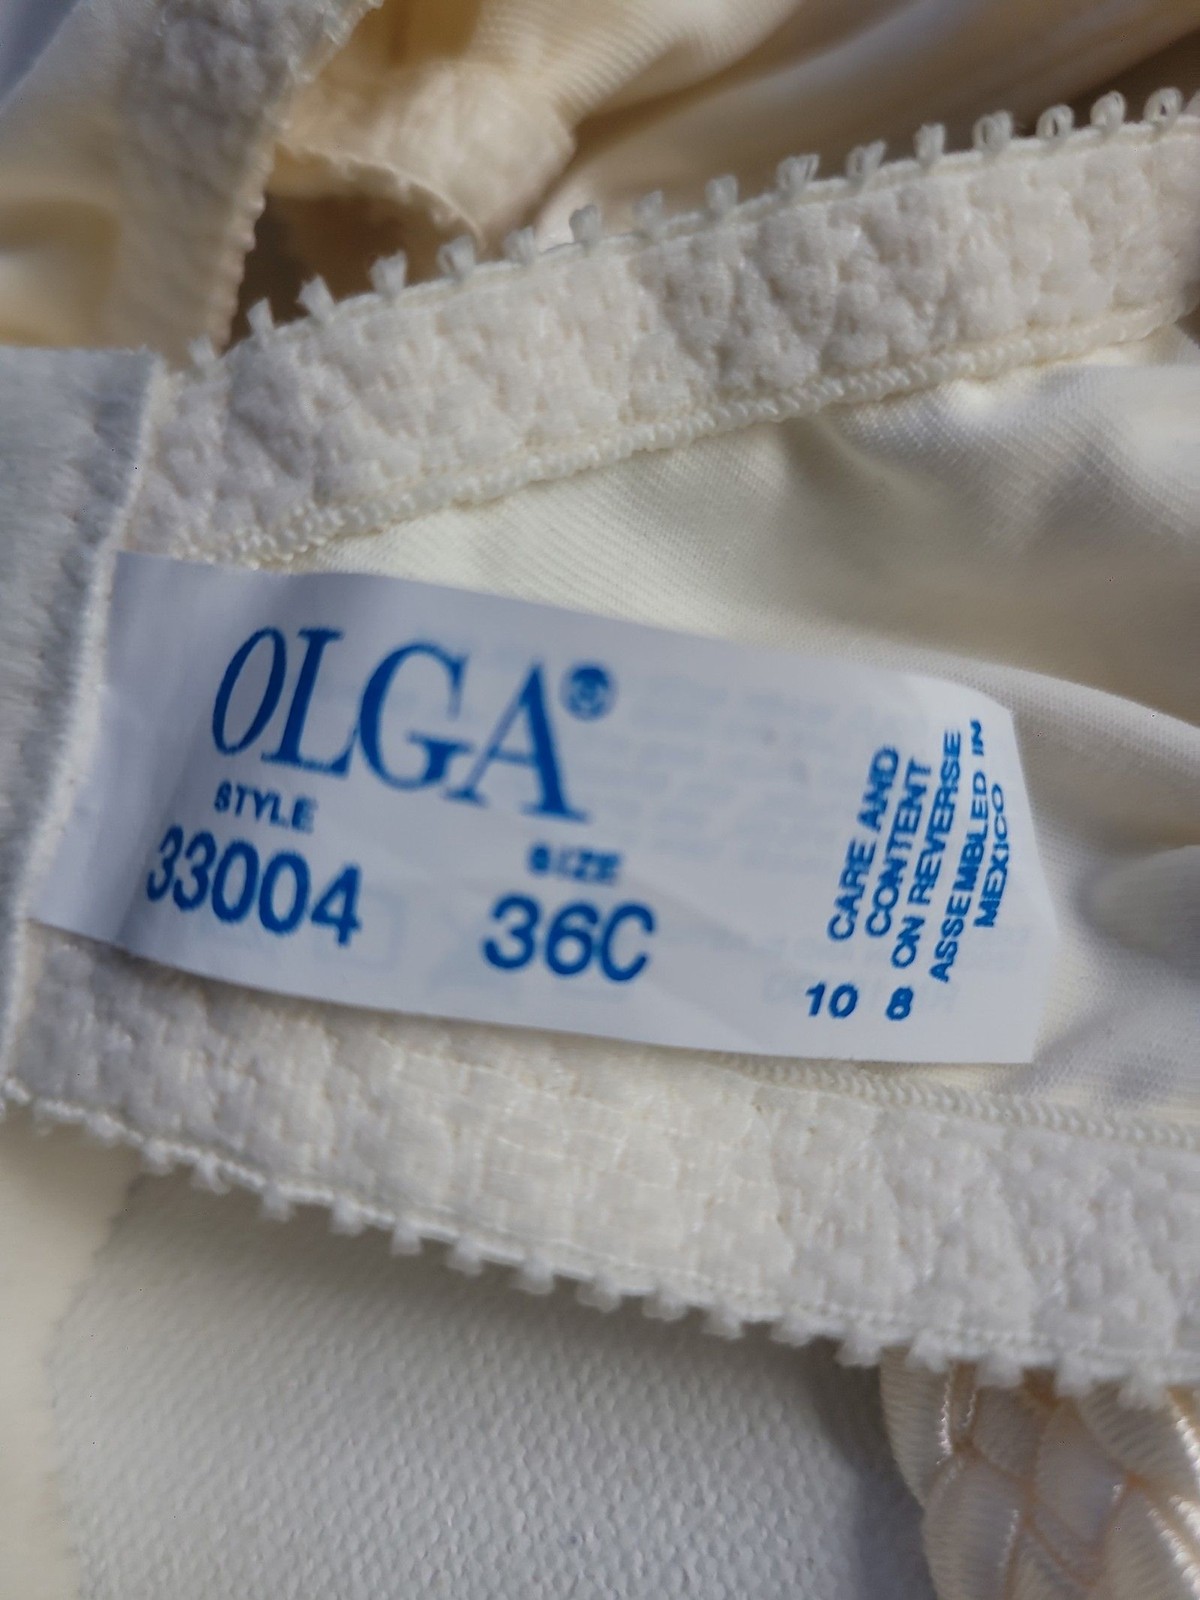 OLGA®
STYLE
33004
SIZE
36C
CARE AND
CONTENT
ON REVERSE
ASSEMBLED IN
MEXICO
10 8